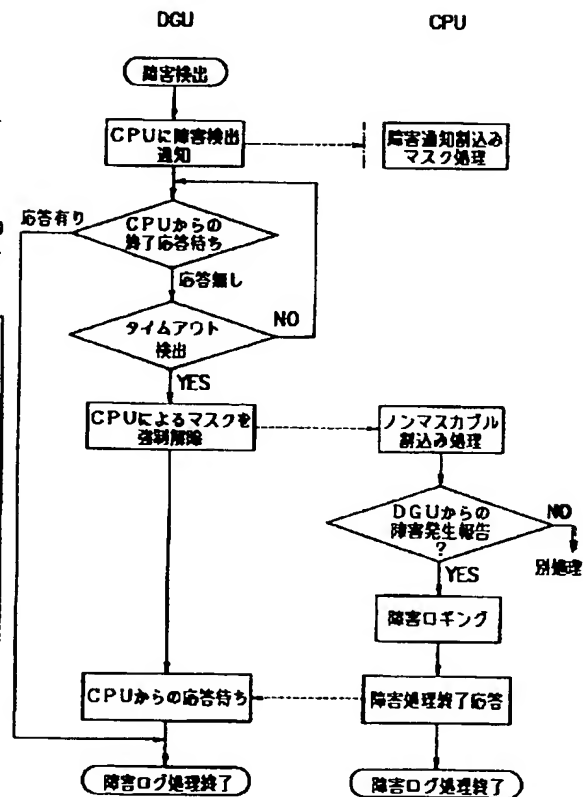 DGU
CPU
障害検出
CPUに障害検出
通知
障害通知割込み
マスク処理
応答有り
CPUからの
終了応答待ち
応答無し
タイムアウト
検出
NO
YES
CPUによるマスクを
強制解除
ノンマスカブル
割込み処理
DGUからの
障害発生報告
?
NO
別処理
YES
障害ロギング
CPUからの応答待ち
障害処理終了応答
障害ログ処理終了
障害ログ処理終了